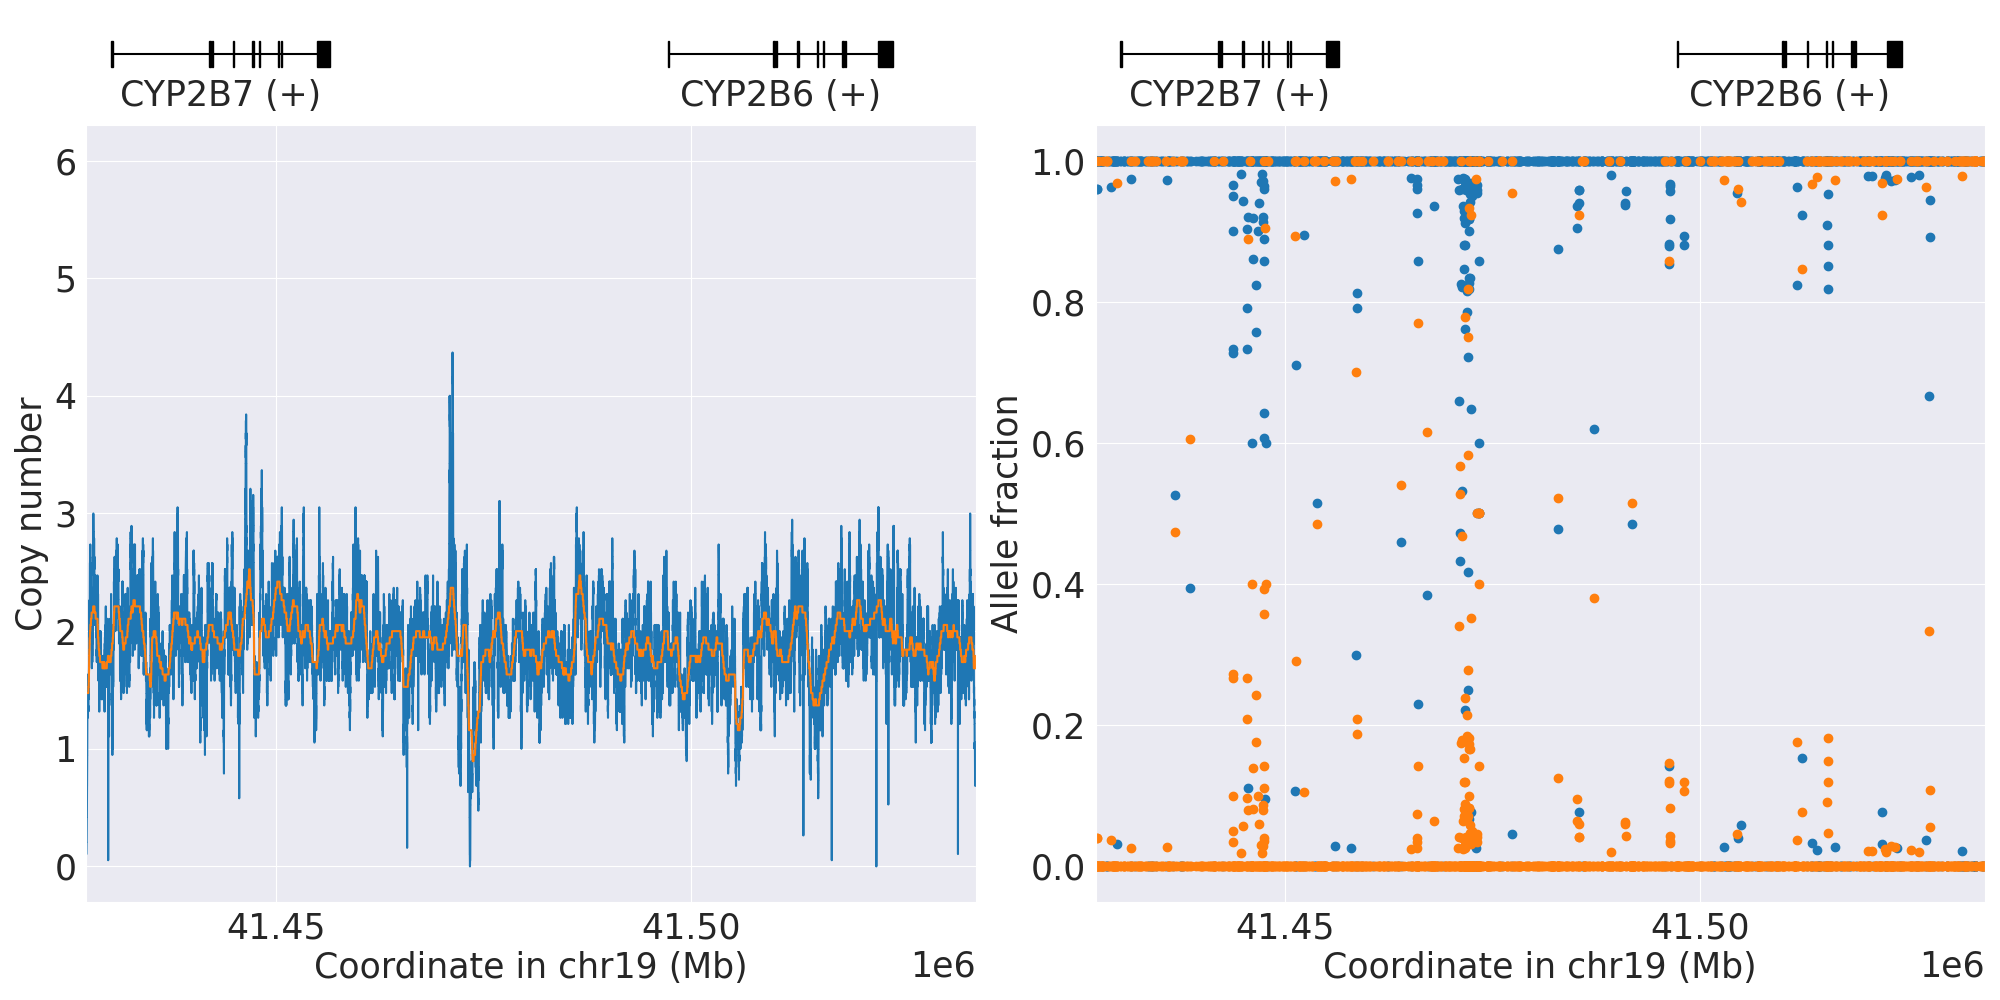 CYP2B7 (+)
CYP2B6 (+)
CYP2B7 (+)
CYP2B6 (+)
Copy number
6
5
4
3
2
1
0
41.45
41.50
Coordinate in chr19 (Mb)
1e6
Allele fraction
1.0
0.8
0.6
0.4
0.2
0.0
41.45
41.50
Coordinate in chr19 (Mb)
1e6